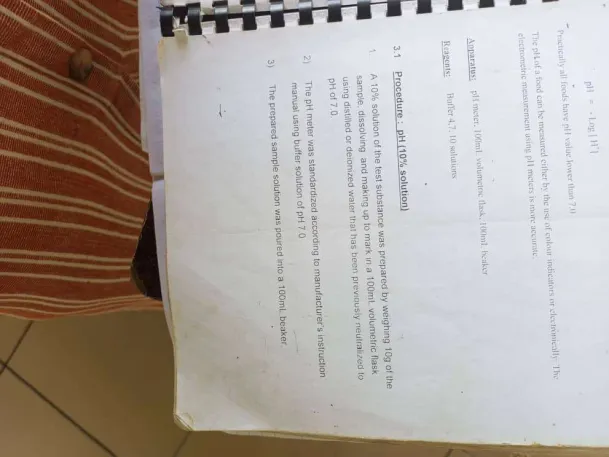 pH = - Log [H⁺]
Practically all foods have pH value lower than 7.0
The pH of a food can be measured either by the use of colour indicators or electronically. The
electrometric measurement using pH meters is more accurate.
Apparatus: pH meter, 100mL volumetric flask, 100mL beaker
Reagents: Buffer 4, 7, 10 solutions
3.1 Procedure : pH (10% solution)
1. A 10% solution of the test substance was prepared by weighing 10g of the
sample, dissolving and making up to mark in a 100mL volumetric flask
using distilled or deionized water that has been previously neutralized to
pH of 7.0.
2) The pH meter was standardized according to manufacturer's instruction
manual using buffer solution of pH 7.0
3) The prepared sample solution was poured into a 100mL beaker.